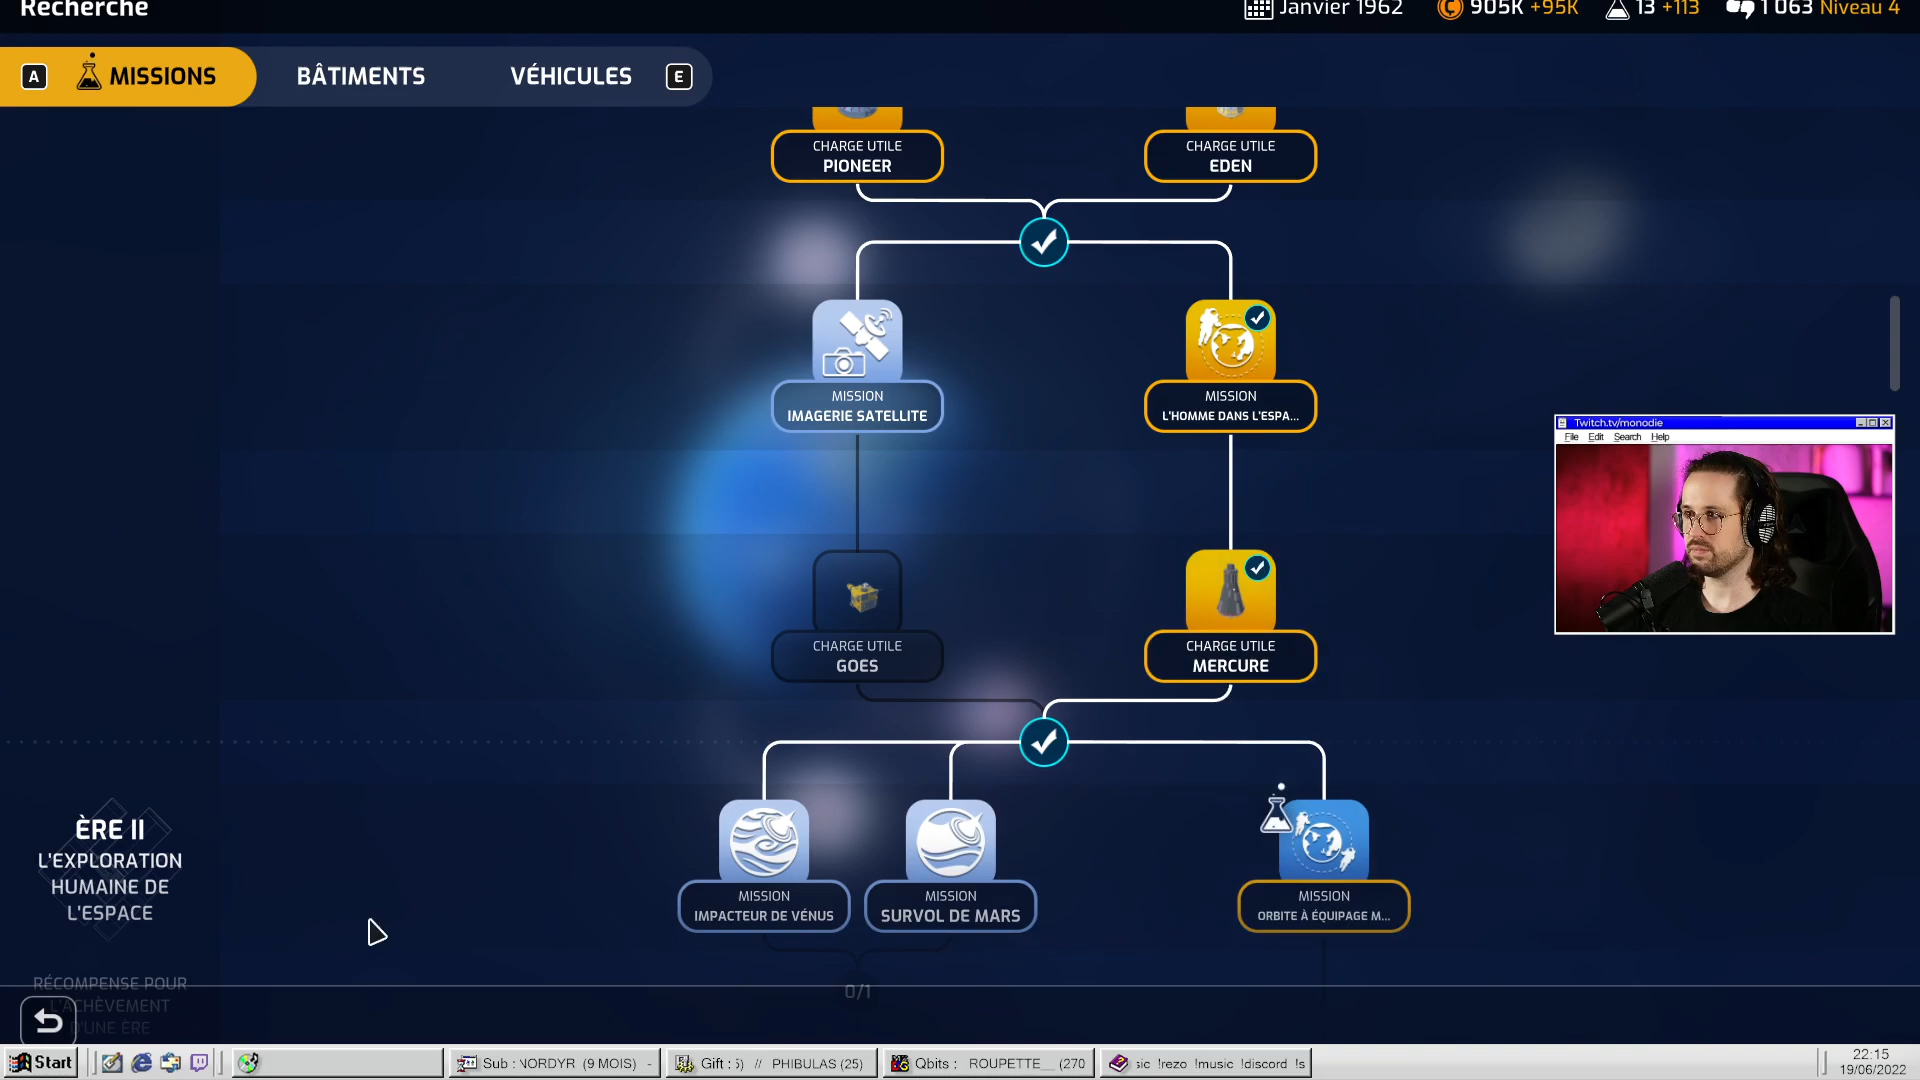 Recherche
Janvier 1962
905K +95K
13 +113
1 063 Niveau 4
A
MISSIONS
BÂTIMENTS
VÉHICULES
E
CHARGE UTILE
PIONEER
CHARGE UTILE
EDEN
MISSION
IMAGERIE SATELLITE
MISSION
L'HOMME DANS L'ESPA...
Twitch.tv/monodie
File Edit Search Help
CHARGE UTILE
GOES
CHARGE UTILE
MERCURE
ÈRE II
L'EXPLORATION
HUMAINE DE
L'ESPACE
MISSION
IMPACTEUR DE VÉNUS
MISSION
SURVOL DE MARS
MISSION
ORBITE À ÉQUIPAGE M...
RÉCOMPENSE POUR
L'ACHÈVEMENT
D'UNE ÈRE
0/1
Start
Sub : NORDYR (9 MOIS) -
Gift : 5) // PHIBULAS (25)
Qbits : ROUPETTE__ (270
sic !rezo !music !discord !s
22:15
19/06/2022